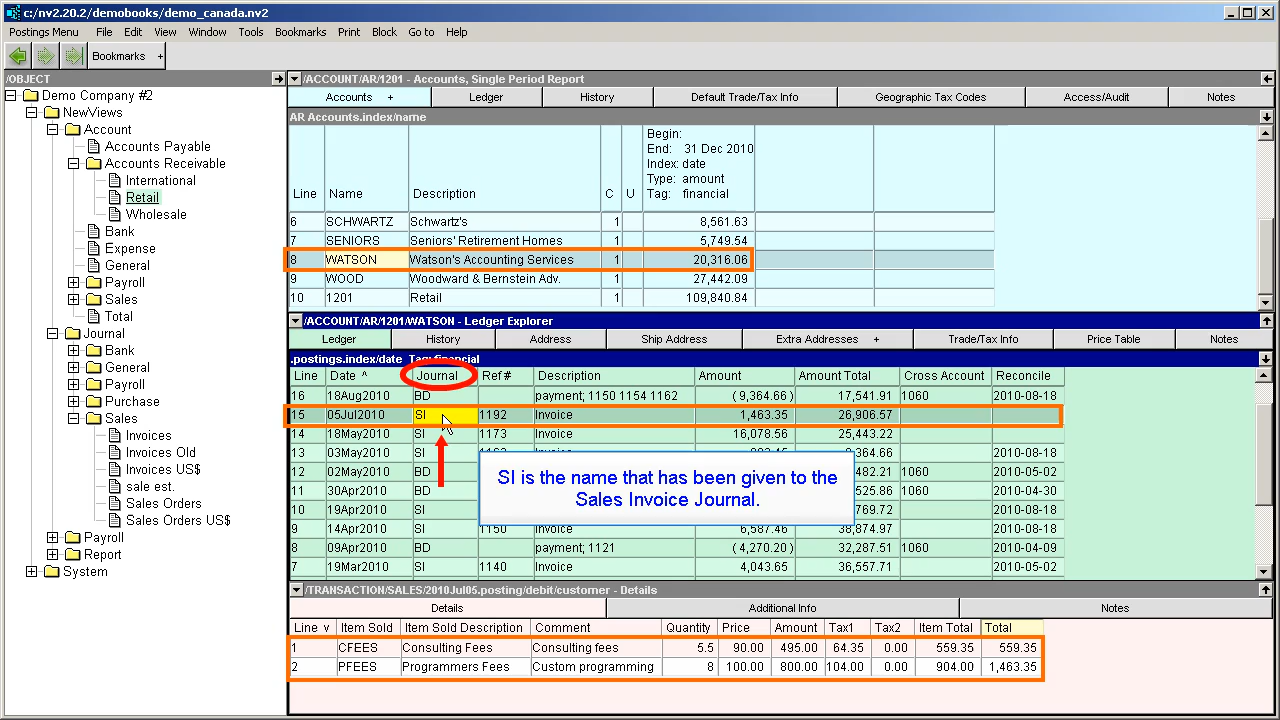 c:/nv2.20.2/demobooks/demo_canada.nv2
Postings Menu File Edit View Window Tools Bookmarks Print Block Go to Help
Bookmarks +
/OBJECT
Demo Company #2
NewViews
Account
Accounts Payable
Accounts Receivable
International
Retail
Wholesale
Bank
Expense
General
Payroll
Sales
Total
Journal
Bank
General
Payroll
Purchase
Sales
Invoices
Invoices Old
Invoices US$
sale est.
Sales Orders
Sales Orders US$
Payroll
Report
System
/ACCOUNT/AR/1201 - Accounts, Single Period Report
Accounts + Ledger History Default Trade/Tax Info Geographic Tax Codes Access/Audit Notes
AR Accounts.index/name
Begin:
End: 31 Dec 2010
Index: date
Type: amount
Line Name Description C U Tag: financial
6 SCHWARTZ Schwartz's 1 8,561.63
7 SENIORS Seniors' Retirement Homes 1 5,749.54
8 WATSON Watson's Accounting Services 1 20,316.06
9 WOOD Woodward & Bernstein Adv. 1 27,442.09
10 1201 Retail 1 109,840.84
/ACCOUNT/AR/1201/WATSON - Ledger Explorer
Ledger History Address Ship Address Extra Addresses + Trade/Tax Info Price Table Notes
.postings.index/date Tag: financial
Line Date ^ Journal Ref # Description Amount Amount Total Cross Account Reconcile
16 18Aug2010 BD payment; 1150 1154 1162 ( 9,364.66 ) 17,541.91 1060 2010-08-18
15 05Jul2010 SI 1192 Invoice 1,463.35 26,906.57
14 18May2010 SI 1173 Invoice 16,078.56 25,443.22
13 03May2010 SI 2010-08-18
12 02May2010 BD 1060 2010-05-02
11 30Apr2010 BD 1060 2010-04-30
10 19Apr2010 SI 2010-08-18
SI is the name that has been given to the
Sales Invoice Journal.
9 14Apr2010 SI 1150 Invoice 6,587.46 38,874.97 2010-08-18
8 09Apr2010 BD payment; 1121 ( 4,270.20 ) 32,287.51 1060 2010-04-09
7 19Mar2010 SI 1140 Invoice 4,043.65 36,557.71 2010-05-02
/TRANSACTION/SALES/2010Jul05.posting/debit/customer - Details
Details Additional Info Notes
Line v Item Sold Item Sold Description Comment Quantity Price Amount Tax1 Tax2 Item Total Total
1 CFEES Consulting Fees Consulting fees 5.5 90.00 495.00 64.35 0.00 559.35 559.35
2 PFEES Programmers Fees Custom programming 8 100.00 800.00 104.00 0.00 904.00 1,463.35